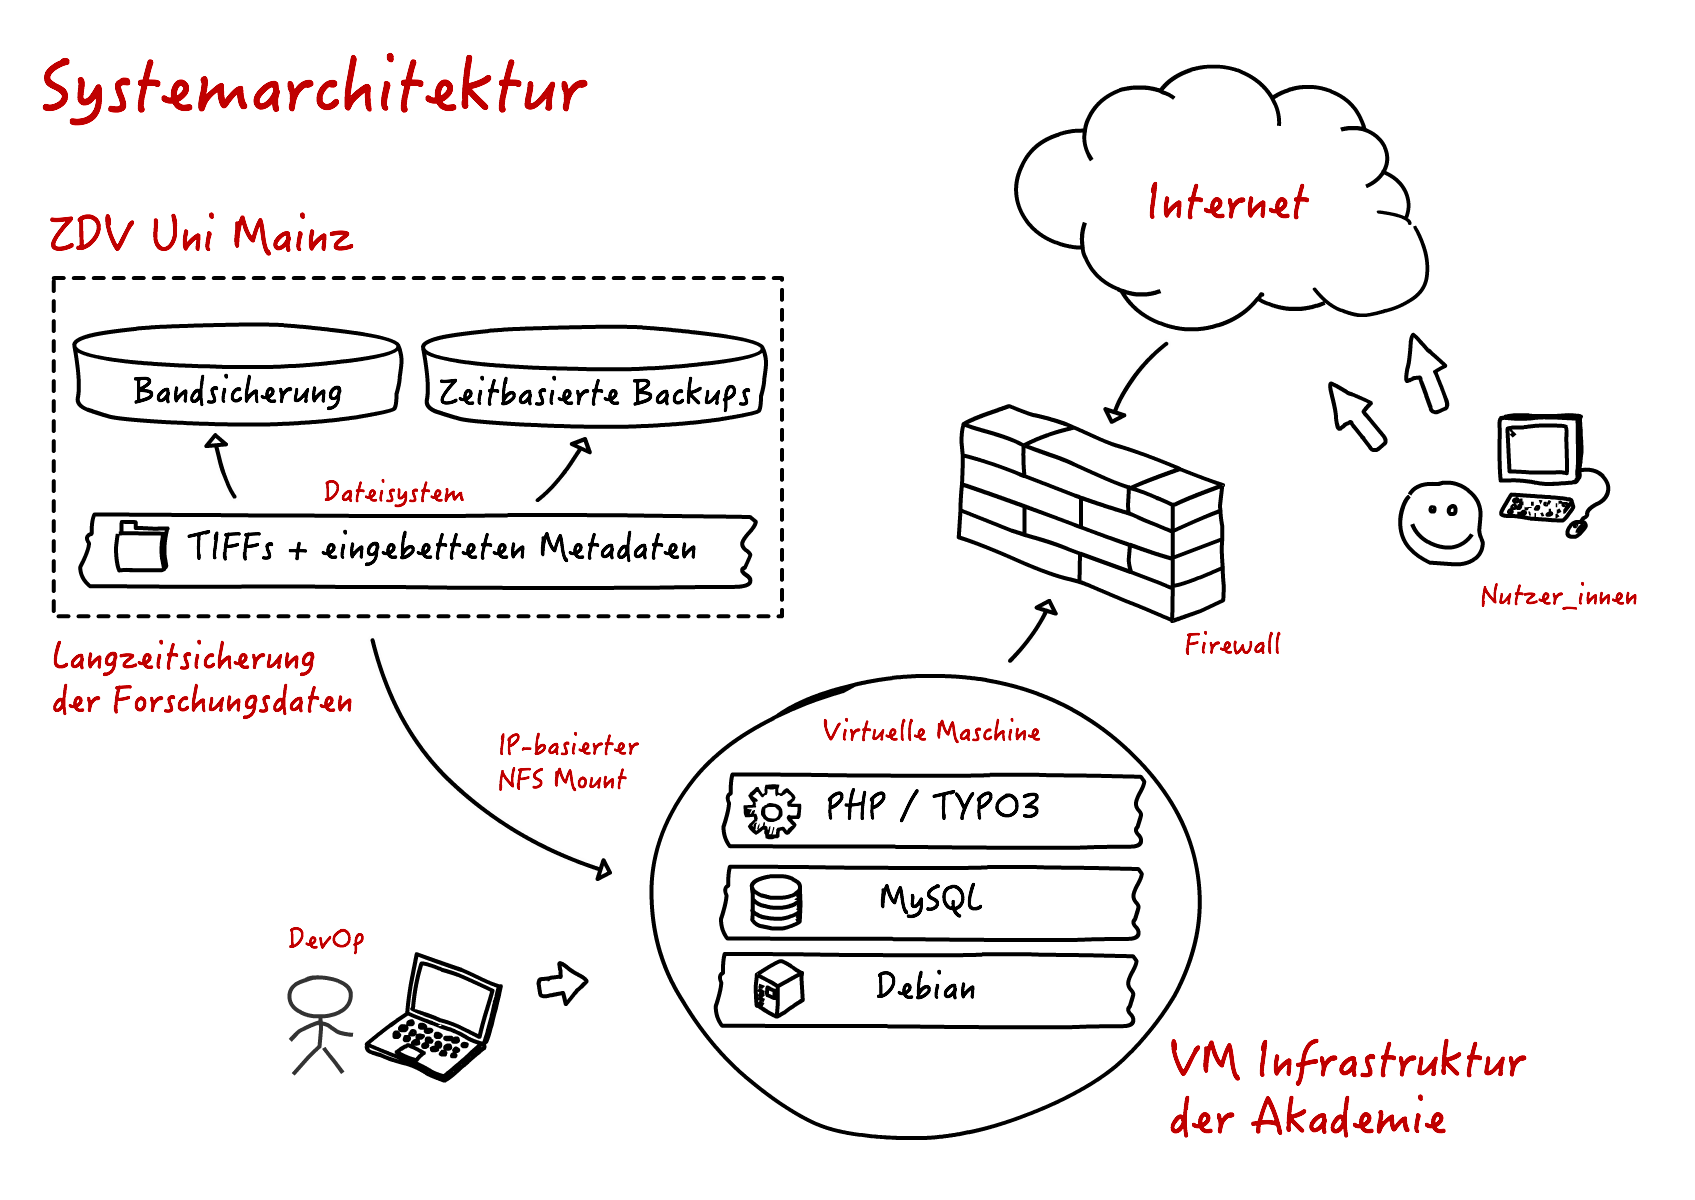 Systemarchitektur
ZDV Uni Mainz
Bandsicherung
Zeitbasierte Backups
Dateisystem
TIFFs + eingebetteten Metadaten
Langzeitsicherung
der Forschungsdaten
IP-basierter
NFS Mount
Internet
Nutzer_innen
Firewall
Virtuelle Maschine
PHP / TYPO3
MySQL
Debian
DevOp
VM Infrastruktur
der Akademie